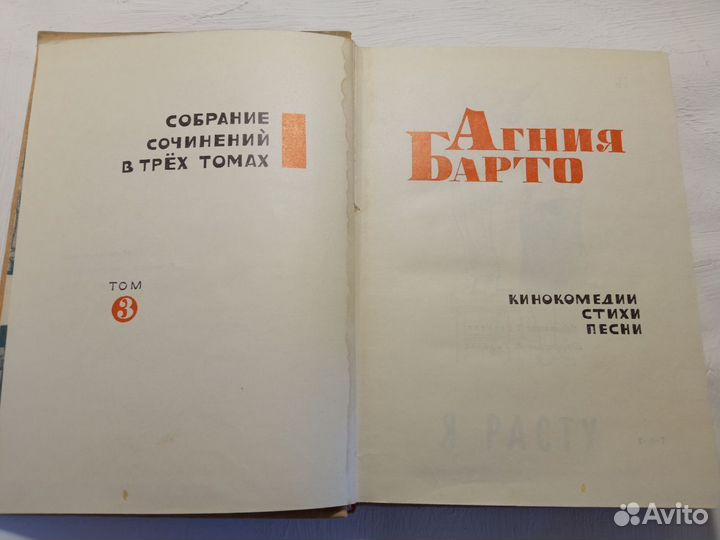 СОБРАНИЕ
СОЧИНЕНИЙ
В ТРЁХ ТОМАХ
ТОМ
3
АГНИЯ
БАРТО
КИНОКОМЕДИИ
СТИХИ
ПЕСНИ
Я РАСТУ
Avito